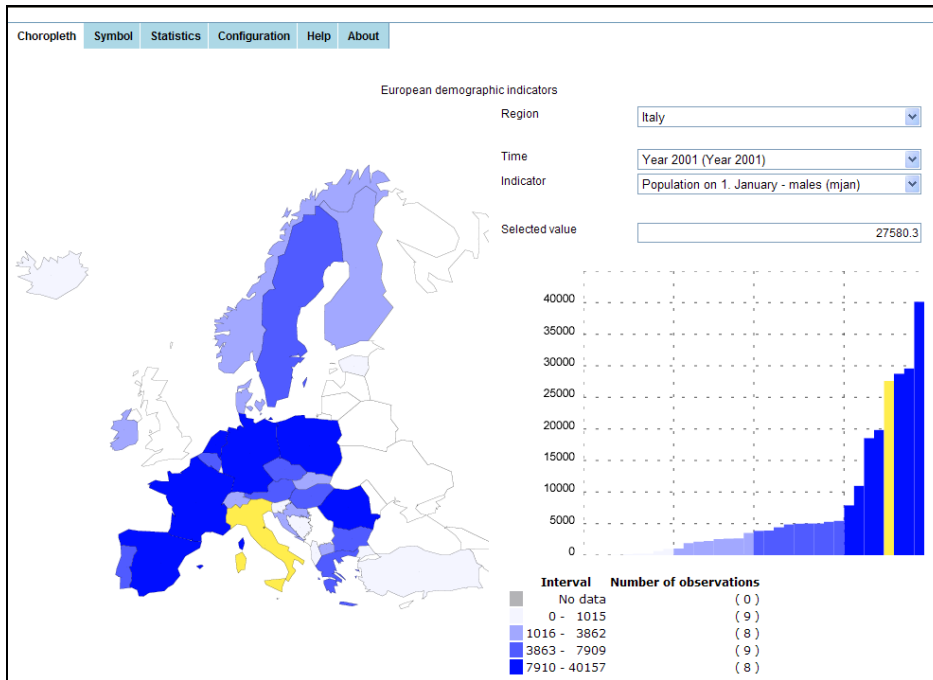 Choropleth Symbol Statistics Configuration Help About
European demographic indicators
Region Italy
Time Year 2001 (Year 2001)
Indicator Population on 1. January - males (mjan)
Selected value 27580.3
40000
35000
30000
25000
20000
15000
10000
5000
0
Interval Number of observations
No data ( 0 )
0 - 1015 ( 9 )
1016 - 3862 ( 8 )
3863 - 7909 ( 9 )
7910 - 40157 ( 8 )